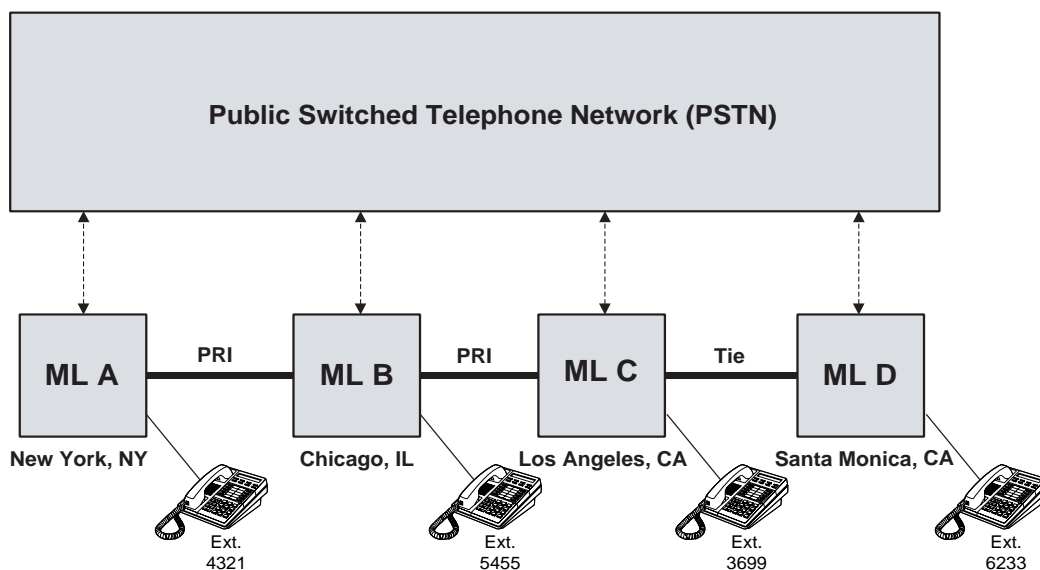 Public Switched Telephone Network (PSTN)
PRI
PRI
Tie
ML A
ML B
ML C
ML D
New York, NY
Chicago, IL
Los Angeles, CA
Santa Monica, CA
Ext.
4321
Ext.
5455
Ext.
3699
Ext.
6233